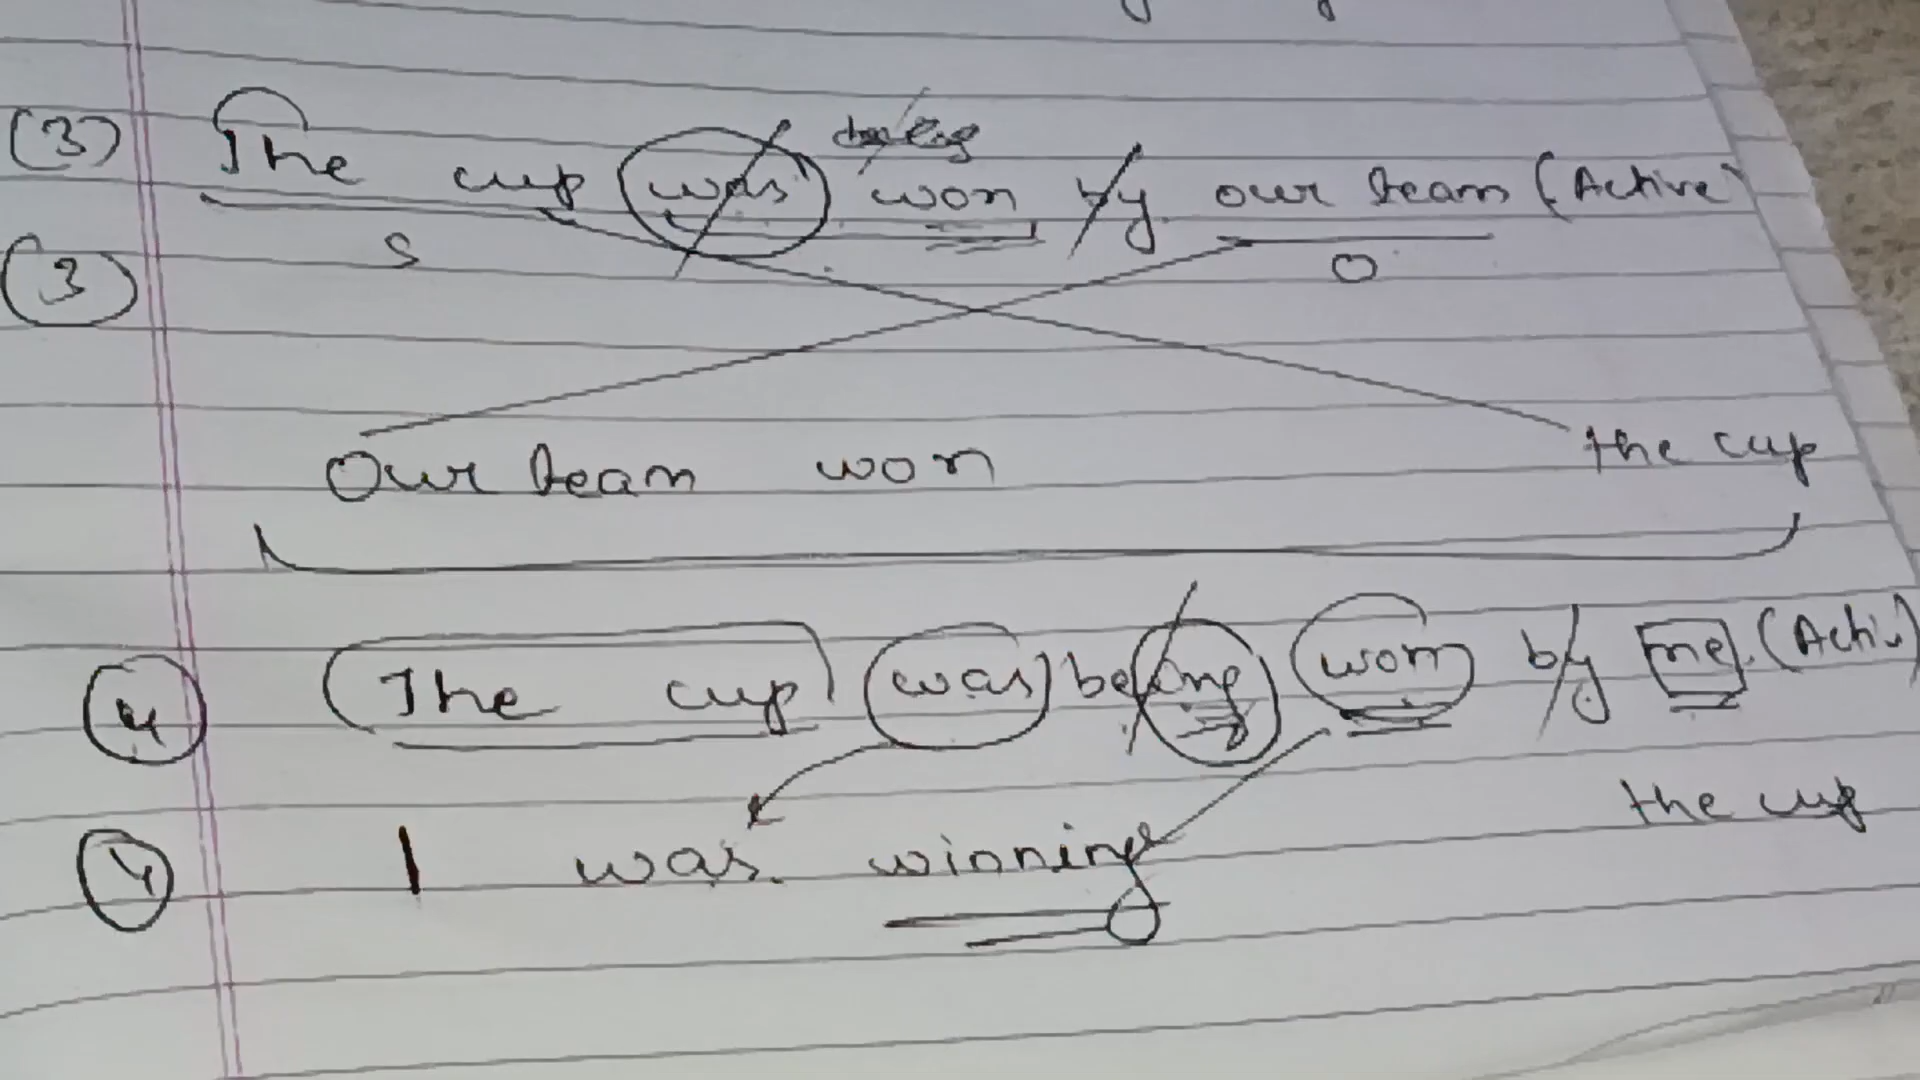 (3) The cup was won by our team (Active
S O
(3)
Our team won the cup
4 The cup was being won by me. (Activ
4 I was winning the cup